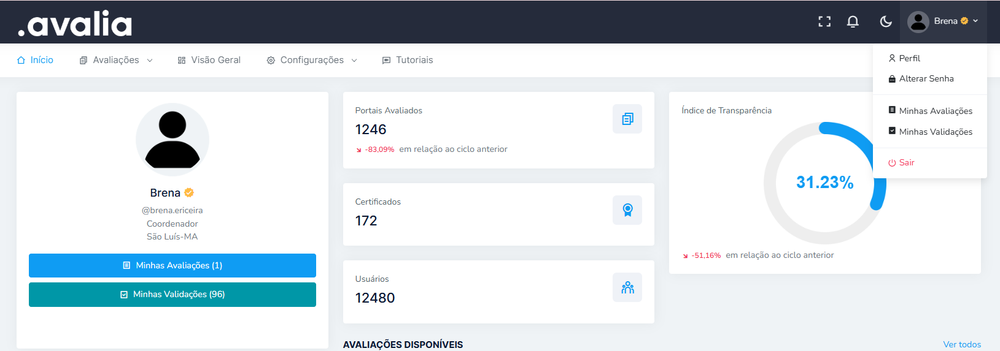 .avalia
Brena
Início
Avaliações
Visão Geral
Configurações
Tutoriais
Perfil
Alterar Senha
Minhas Avaliações
Minhas Validações
Sair
Brena
@brena.ericeira
Coordenador
São Luís-MA
Minhas Avaliações (1)
Minhas Validações (96)
Portais Avaliados
1246
-83,09% em relação ao ciclo anterior
Certificados
172
Usuários
12480
Índice de Transparência
31.23%
-51,16% em relação ao ciclo anterior
AVALIAÇÕES DISPONÍVEIS
Ver todos